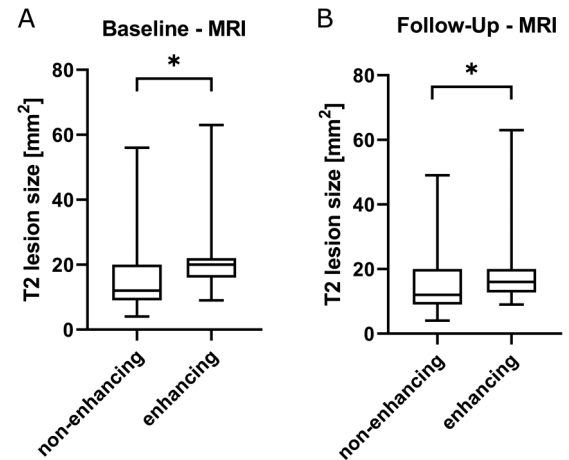 A
Baseline - MRI
*
T2 lesion size [mm²]
80
60
40
20
0
non-enhancing
enhancing
B
Follow-Up - MRI
*
T2 lesion size [mm²]
80
60
40
20
0
non-enhancing
enhancing